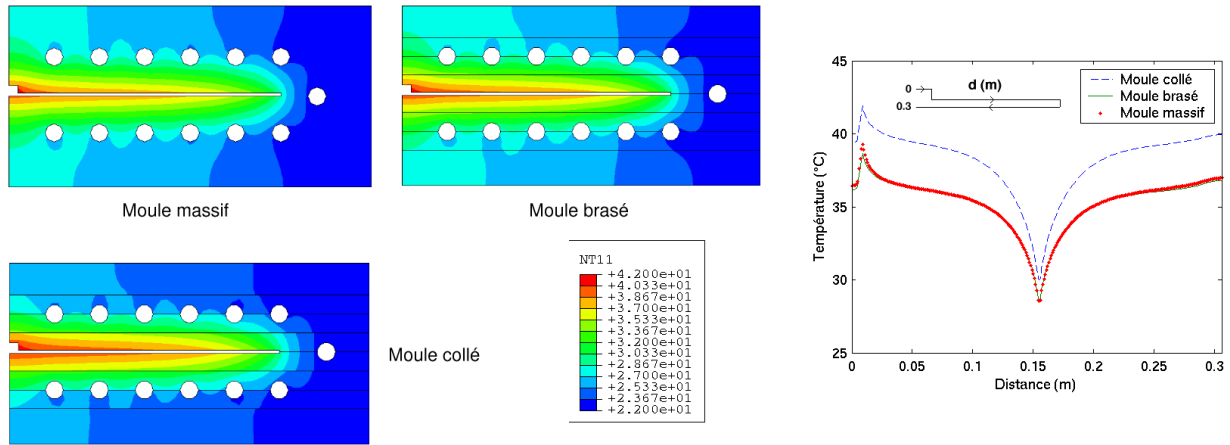 Moule massif
Moule brasé
Moule collé
NT11
+4.200e+01
+4.033e+01
+3.867e+01
+3.700e+01
+3.533e+01
+3.367e+01
+3.200e+01
+3.033e+01
+2.867e+01
+2.700e+01
+2.533e+01
+2.367e+01
+2.200e+01
45
40
35
30
25
Température (°C)
0
0.05
0.1
0.15
0.2
0.25
0.3
Distance (m)
d (m)
0
0.3
Moule collé
Moule brasé
Moule massif